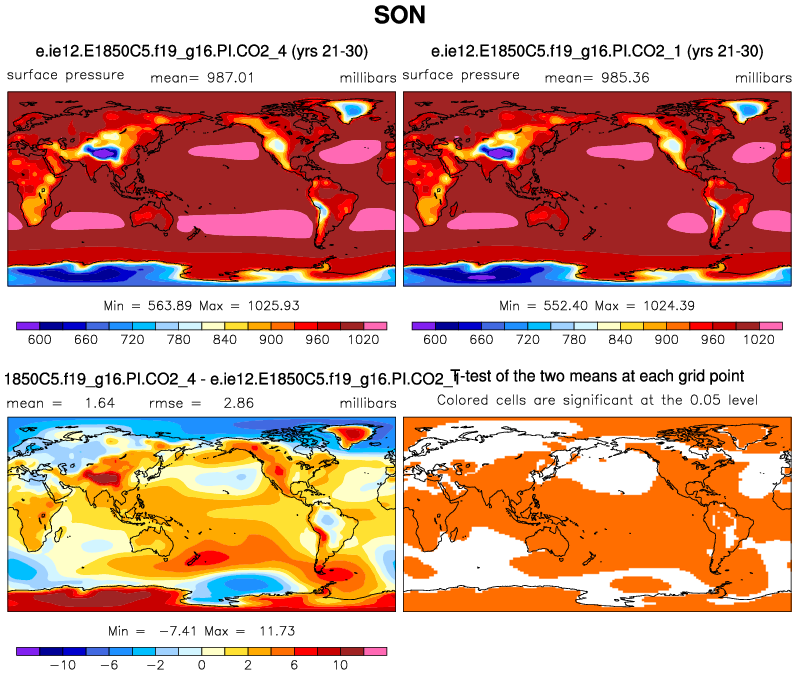 SON
e.ie12.E1850C5.f19_g16.PI.CO2_4 (yrs 21-30)
e.ie12.E1850C5.f19_g16.PI.CO2_1 (yrs 21-30)
surface pressure mean= 987.01 millibars
surface pressure mean= 985.36 millibars
Min = 563.89 Max = 1025.93
Min = 552.40 Max = 1024.39
600 660 720 780 840 900 960 1020
600 660 720 780 840 900 960 1020
1850C5.f19_g16.PI.CO2_4 - e.ie12.E1850C5.f19_g16.PI.CO2_
T-test of the two means at each grid point
mean = 1.64 rmse = 2.86 millibars
Colored cells are significant at the 0.05 level
Min = -7.41 Max = 11.73
-10 -6 -2 0 2 6 10